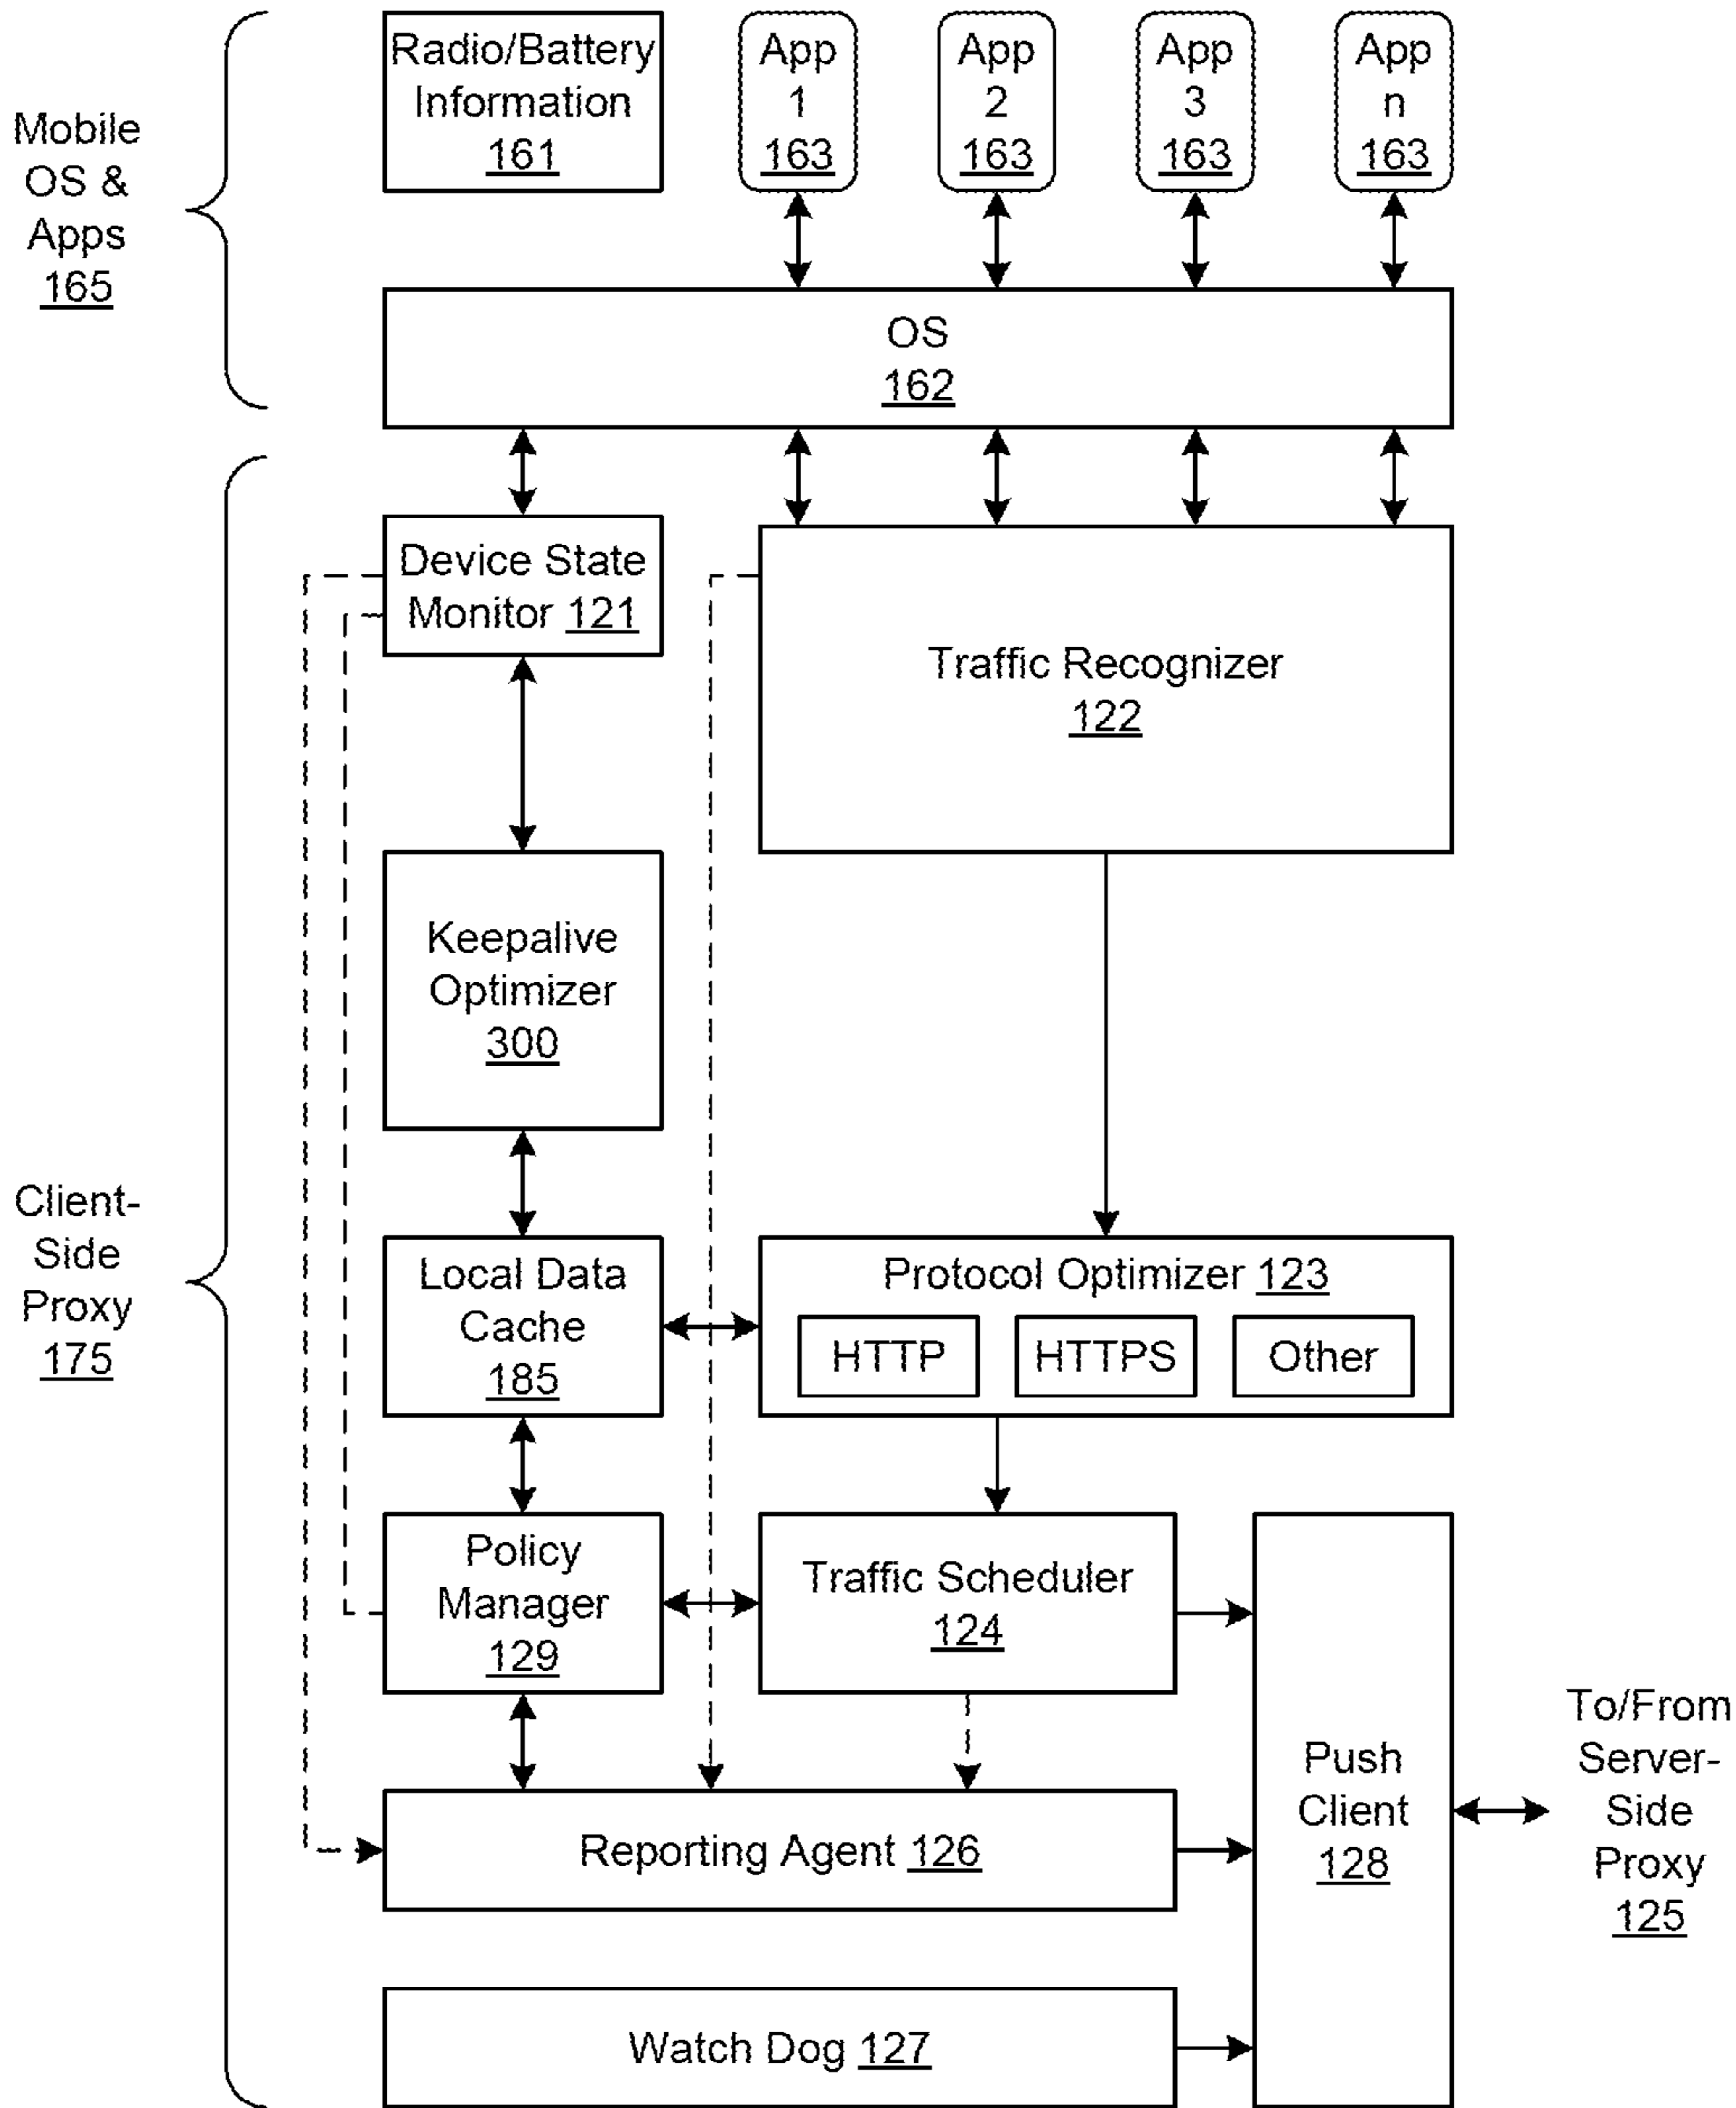 Mobile
OS &
Apps
165
Radio/Battery
Information
161
App
1
163
App
2
163
App
3
163
App
n
163
OS
162
Client-
Side
Proxy
175
Device State
Monitor 121
Traffic Recognizer
122
Keepalive
Optimizer
300
Local Data
Cache
185
Protocol Optimizer 123
HTTP
HTTPS
Other
Policy
Manager
129
Traffic Scheduler
124
Reporting Agent 126
Watch Dog 127
Push
Client
128
To/From
Server-
Side
Proxy
125